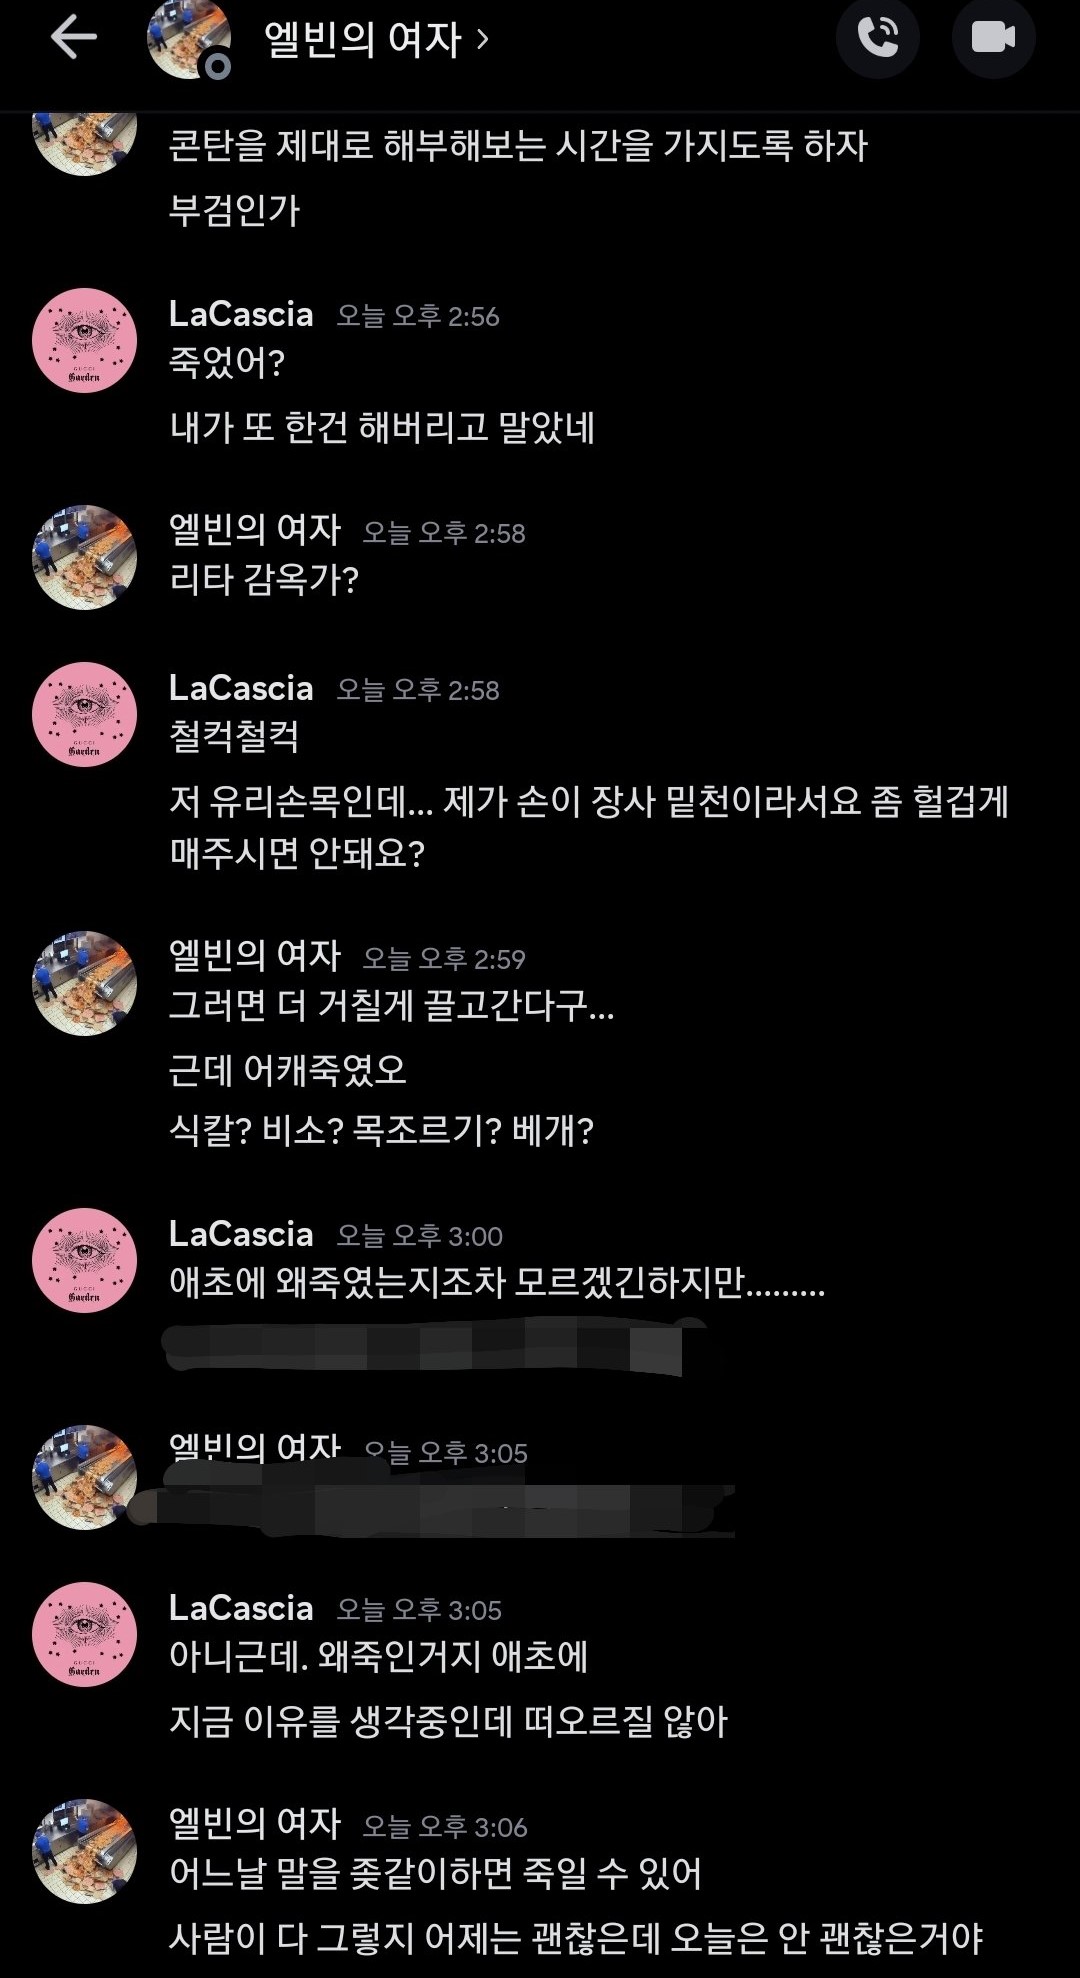 엘빈의 여자
콘탄을 제대로 해부해보는 시간을 가지도록 하자
부검인가
LaCascia 오늘 오후 2:56
GUCCI
Garden
죽었어?
내가 또 한건 해버리고 말았네
엘빈의 여자 오늘 오후 2:58
리타 감옥가?
LaCascia 오늘 오후 2:58
GUCCI
Garden
철컥철컥
저 유리손목인데... 제가 손이 장사 밑천이라서요 좀 헐겁게
매주시면 안돼요?
엘빈의 여자 오늘 오후 2:59
그러면 더 거칠게 끌고간다구...
근데 어캐죽였오
식칼? 비소? 목조르기? 베개?
LaCascia 오늘 오후 3:00
GUCCI
Garden
애초에 왜죽였는지조차 모르겠긴하지만.........
엘빈의 여자 오늘 오후 3:05
LaCascia 오늘 오후 3:05
GUCCI
Garden
아니근데. 왜죽인거지 애초에
지금 이유를 생각중인데 떠오르질 않아
엘빈의 여자 오늘 오후 3:06
어느날 말을 좆같이하면 죽일 수 있어
사람이 다 그렇지 어제는 괜찮은데 오늘은 안 괜찮은거야